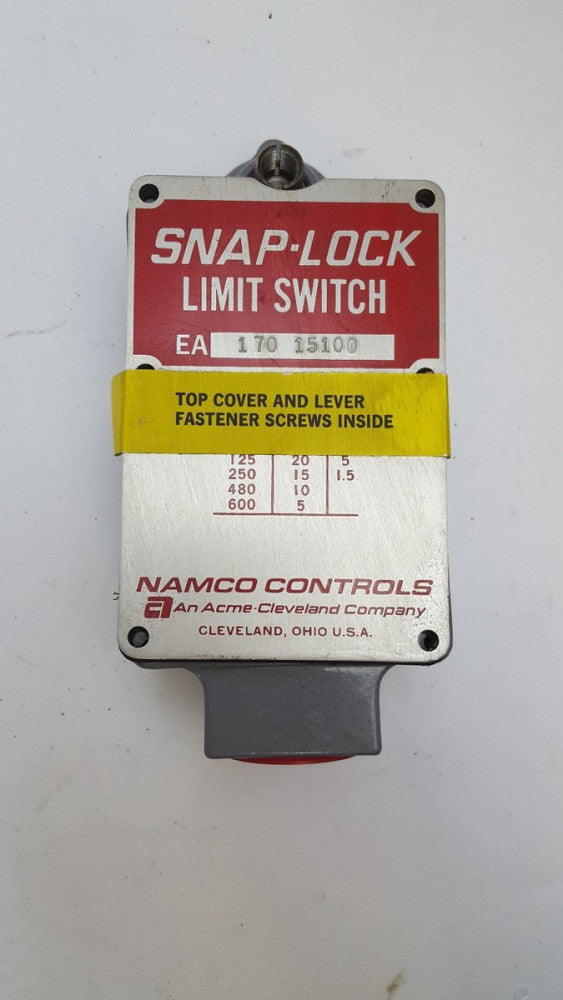 SNAP-LOCK
LIMIT SWITCH
EA 170 15100
TOP COVER AND LEVER
FASTENER SCREWS INSIDE
125 20 5
250 15 1.5
480 10
600 5
NAMCO CONTROLS
a An Acme-Cleveland Company
CLEVELAND, OHIO U.S.A.